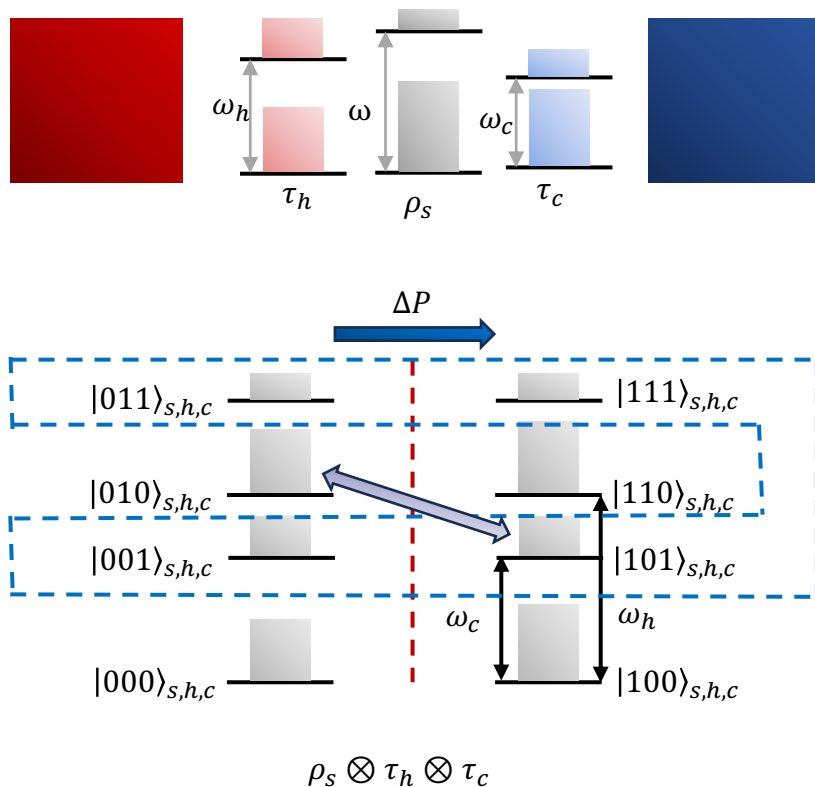 ω_h ω ω_c
τ_h ρ_s τ_c
ΔP
|011⟩_{s,h,c} |111⟩_{s,h,c}
|010⟩_{s,h,c} |110⟩_{s,h,c}
|001⟩_{s,h,c} |101⟩_{s,h,c}
ω_c ω_h
|000⟩_{s,h,c} |100⟩_{s,h,c}
ρ_s ⊗ τ_h ⊗ τ_c